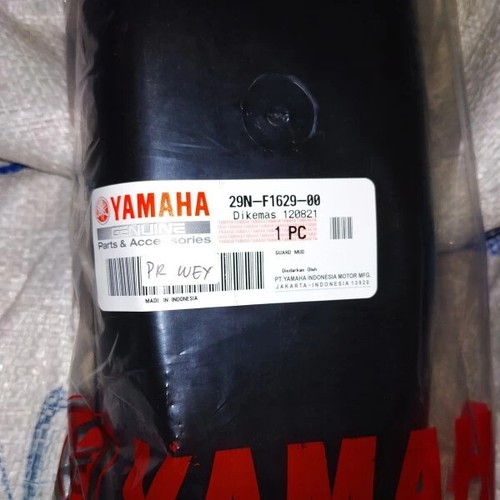 YAMAHA
GENUINE
Parts & Accessories
29N-F1629-00
Dikemas 120821
1 PC
GUARD MUD
PR WEY
Diedarkan Oleh
PT.YAMAHA INDONESIA MOTOR MFG.
JAKARTA-INDONESIA 13920
MADE IN INDONESIA
YAMAH